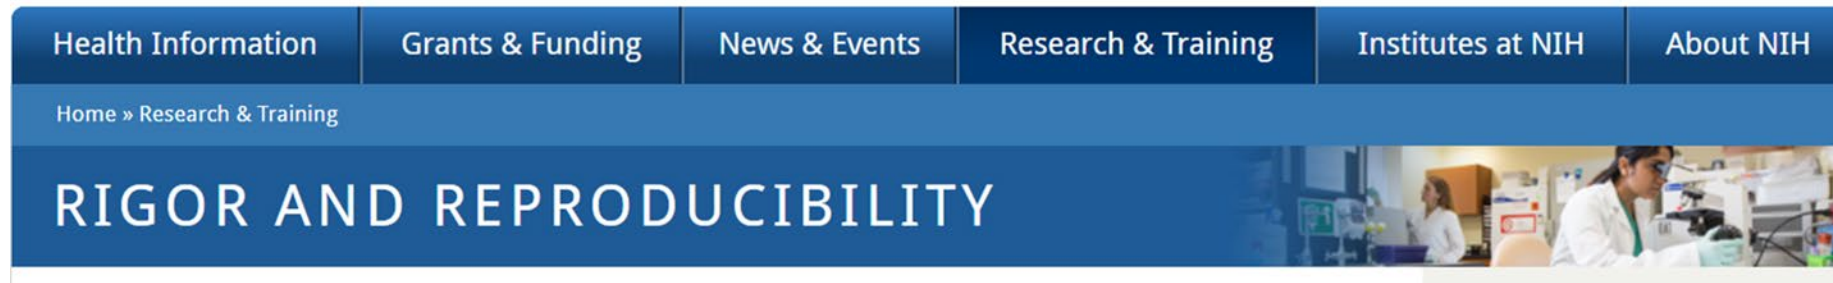 Health Information Grants & Funding News & Events Research & Training Institutes at NIH About NIH
Home » Research & Training
RIGOR AND REPRODUCIBILITY